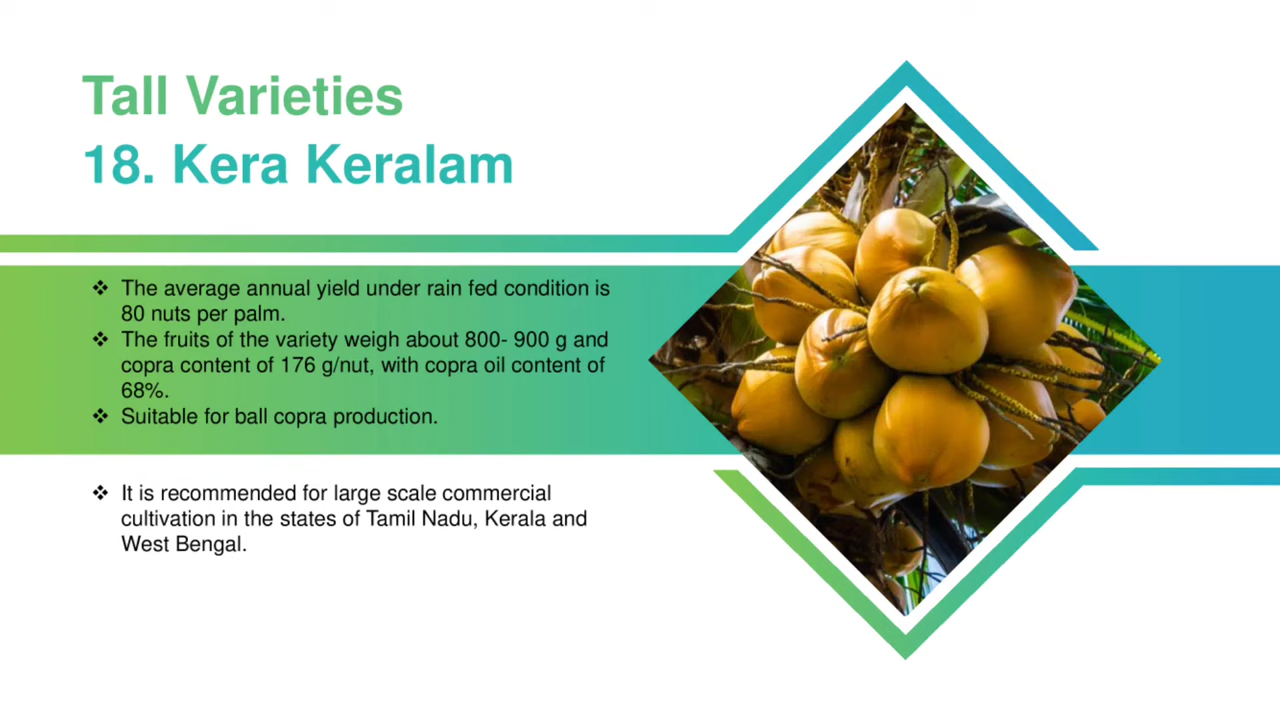 Tall Varieties
18. Kera Keralam
❖ The average annual yield under rain fed condition is
80 nuts per palm.
❖ The fruits of the variety weigh about 800- 900 g and
copra content of 176 g/nut, with copra oil content of
68%.
❖ Suitable for ball copra production.
❖ It is recommended for large scale commercial
cultivation in the states of Tamil Nadu, Kerala and
West Bengal.